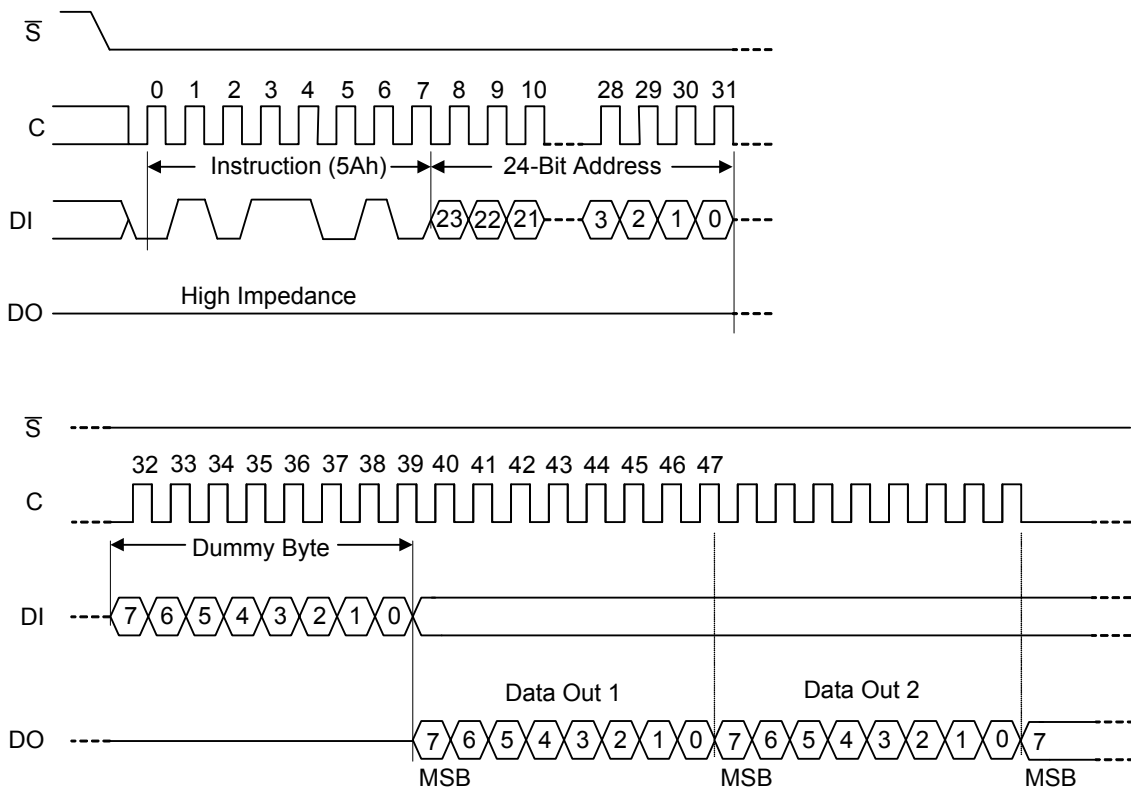 S̅
0 1 2 3 4 5 6 7 8 9 10 28 29 30 31
C
Instruction (5Ah) 24-Bit Address
DI 23 22 21 3 2 1 0
High Impedance
DO
S̅
32 33 34 35 36 37 38 39 40 41 42 43 44 45 46 47
C
Dummy Byte
DI 7 6 5 4 3 2 1 0
Data Out 1 Data Out 2
DO 7 6 5 4 3 2 1 0 7 6 5 4 3 2 1 0 7
MSB MSB MSB